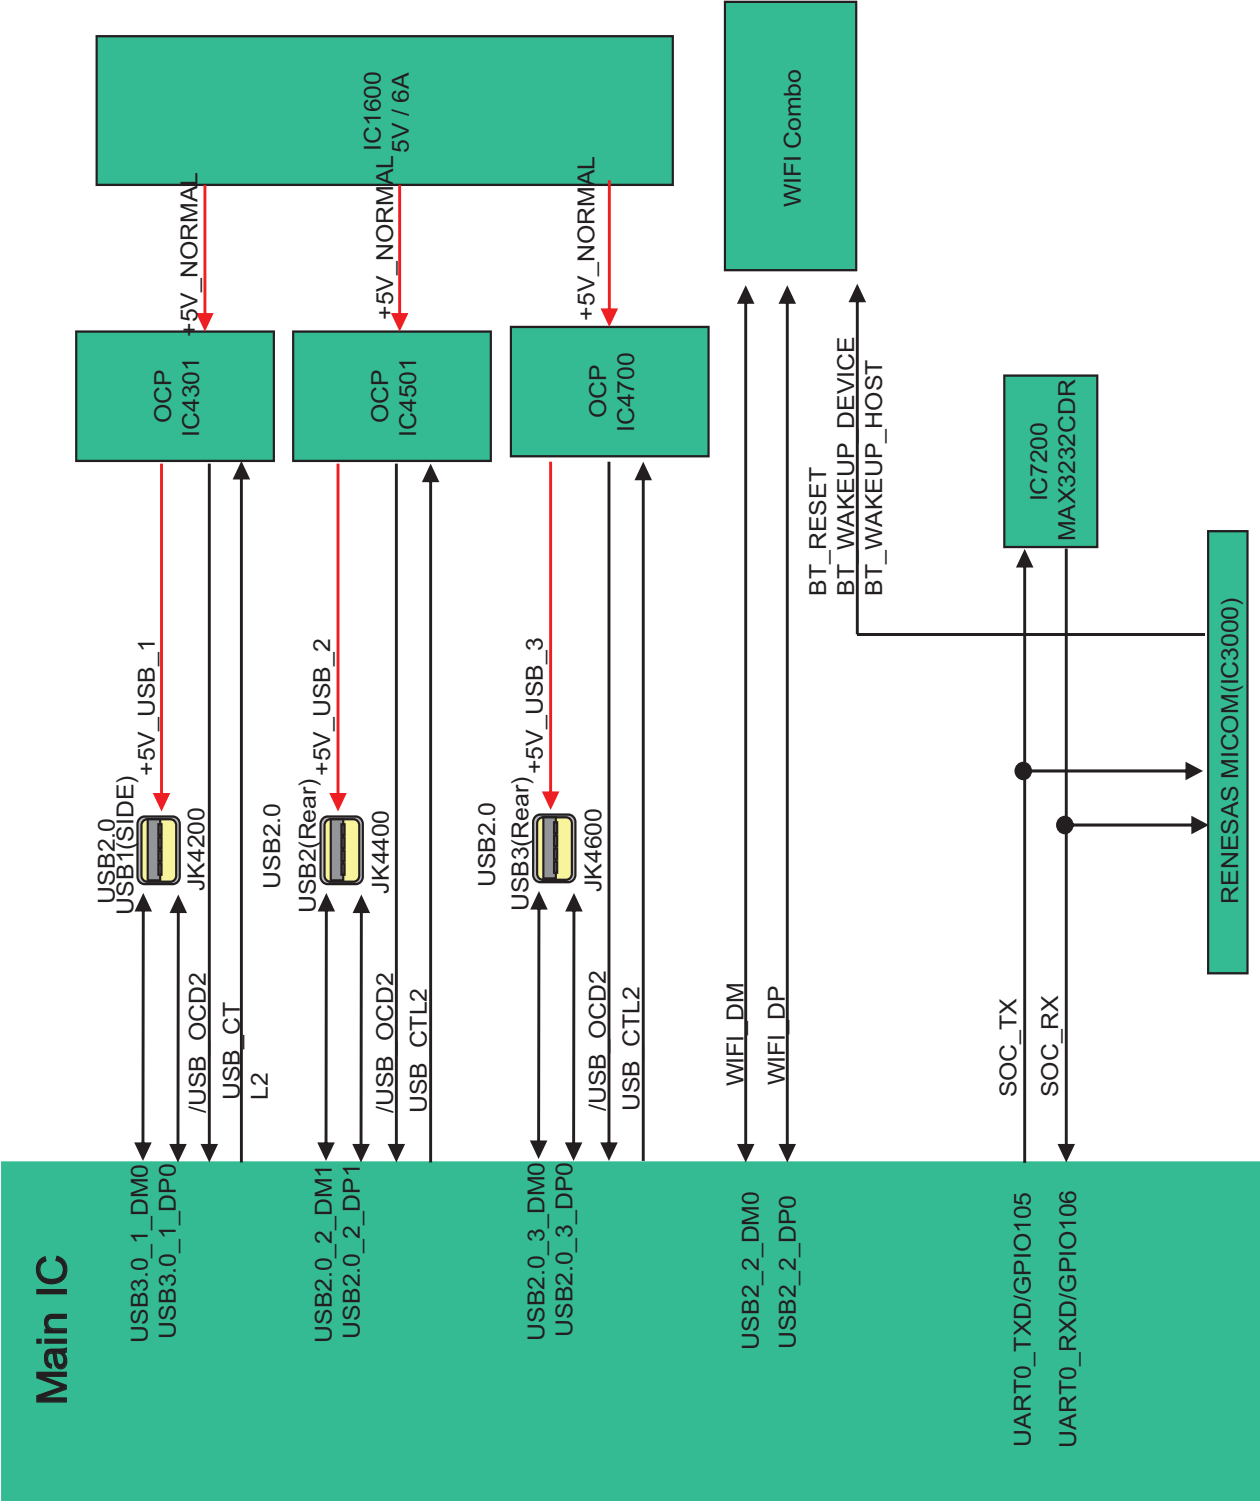 Main IC
USB3.0_1_DM0
USB3.0_1_DP0
USB2.0_2_DM1
USB2.0_2_DP1
USB2.0_3_DM0
USB2.0_3_DP0
USB2_2_DM0
USB2_2_DP0
UART0_TXD/GPIO105
UART0_RXD/GPIO106
USB2.0
USB1(SIDE)
JK4200
+5V_USB_1
/USB_OCD2
USB_CT
L2
OCP
IC4301
+5V_NORMAL
USB2.0
USB2(Rear)
JK4400
+5V_USB_2
/USB_OCD2
USB_CTL2
OCP
IC4501
+5V_NORMAL
USB2.0
USB3(Rear)
JK4600
+5V_USB_3
/USB_OCD2
USB_CTL2
OCP
IC4700
+5V_NORMAL
IC1600
5V / 6A
WIFI_DM
WIFI_DP
WIFI Combo
BT_RESET
BT_WAKEUP_DEVICE
BT_WAKEUP_HOST
SOC_TX
SOC_RX
IC7200
MAX3232CDR
RENESAS MICOM(IC3000)